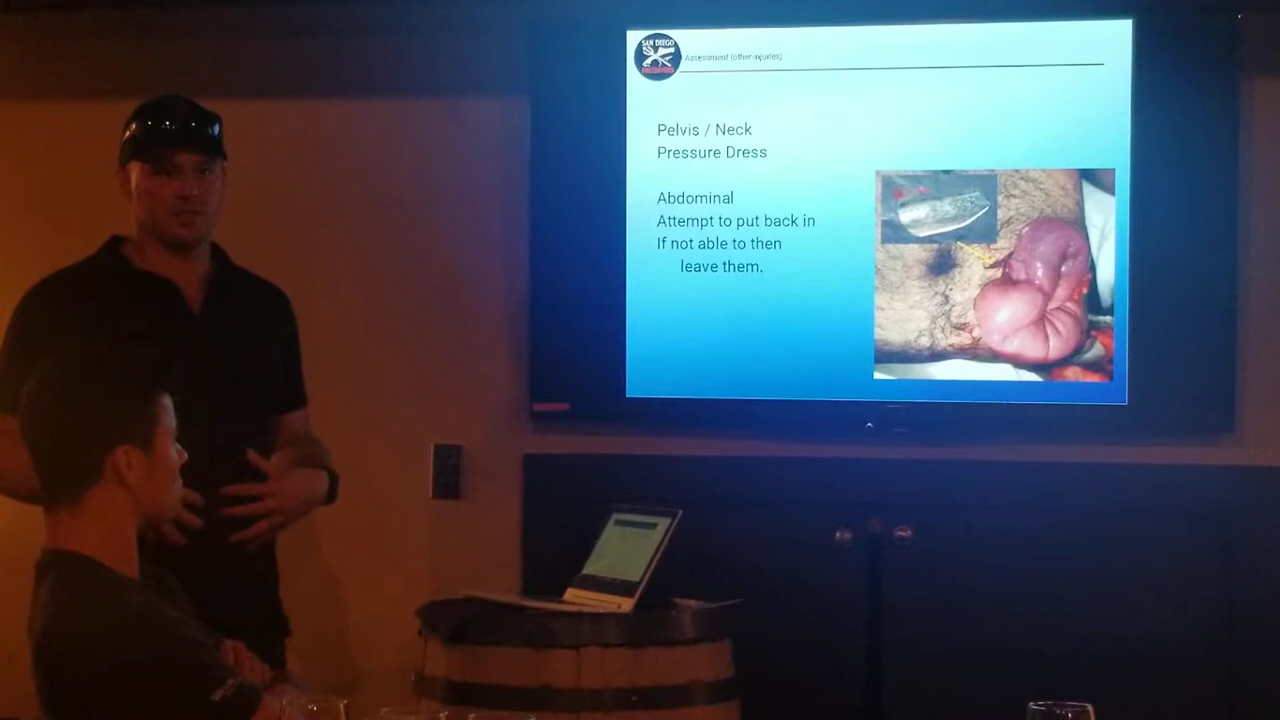 SAN DIEGO
FREEDIVERS
Assessment (other injuries)
Pelvis / Neck
Pressure Dress
Abdominal
Attempt to put back in
If not able to then
leave them.